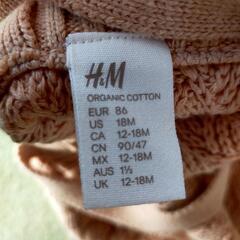 H&M
ORGANIC COTTON
EUR 86
US 18M
CA 12-18M
CN 90/47
MX 12-18M
AUS 1½
UK 12-18M